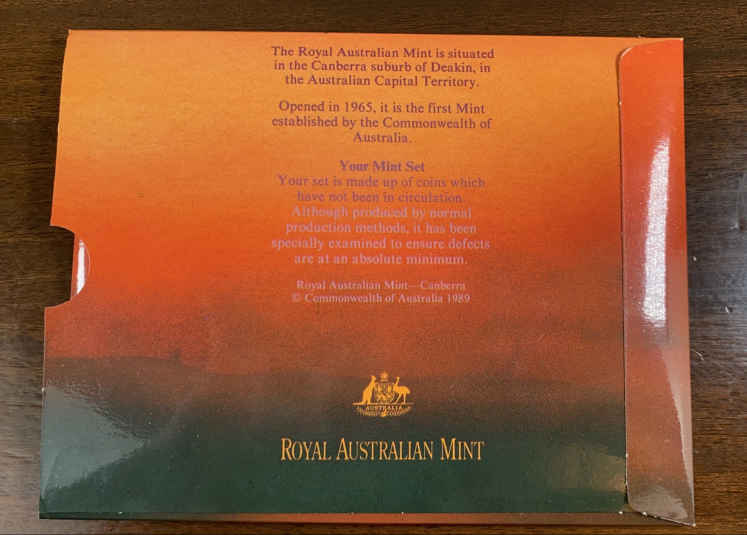 The Royal Australian Mint is situated
in the Canberra suburb of Deakin, in
the Australian Capital Territory.
Opened in 1965, it is the first Mint
established by the Commonwealth of
Australia.
Your Mint Set
Your set is made up of coins which
have not been in circulation.
Although produced by normal
production methods, it has been
specially examined to ensure defects
are at an absolute minimum.
Royal Australian Mint—Canberra
© Commonwealth of Australia 1989
AUSTRALIA
ROYAL AUSTRALIAN MINT